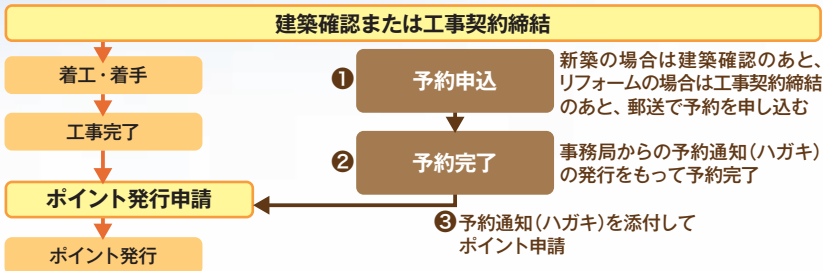 建築確認または工事契約締結
着工・着手
工事完了
ポイント発行申請
ポイント発行
❶
予約申込
新築の場合は建築確認のあと、
リフォームの場合は工事契約締結
のあと、郵送で予約を申し込む
❷
予約完了
事務局からの予約通知（ハガキ）
の発行をもって予約完了
❸予約通知（ハガキ）を添付して
ポイント申請